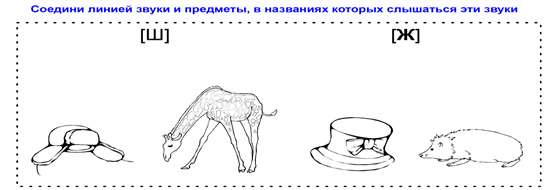 Соедини линией звуки и предметы, в названиях которых слышаться эти звуки
[Ш] [Ж]